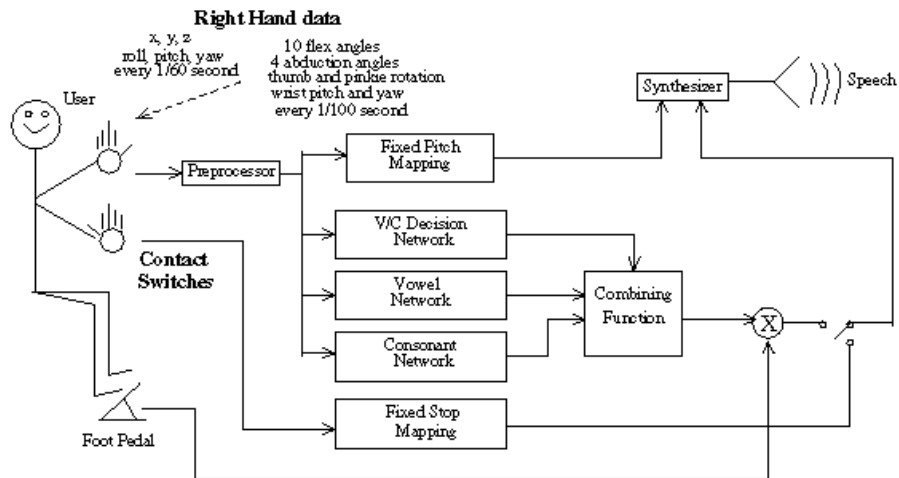 Right Hand data
x, y, z
roll, pitch, yaw
every 1/60 second
10 flex angles
4 abduction angles
thumb and pinkie rotation
wrist pitch and yaw
every 1/100 second
User
Synthesizer
Speech
Preprocessor
Fixed Pitch
Mapping
V/C Decision
Network
Contact
Switches
Vowel
Network
Combining
Function
X
Consonant
Network
Fixed Stop
Mapping
Foot Pedal